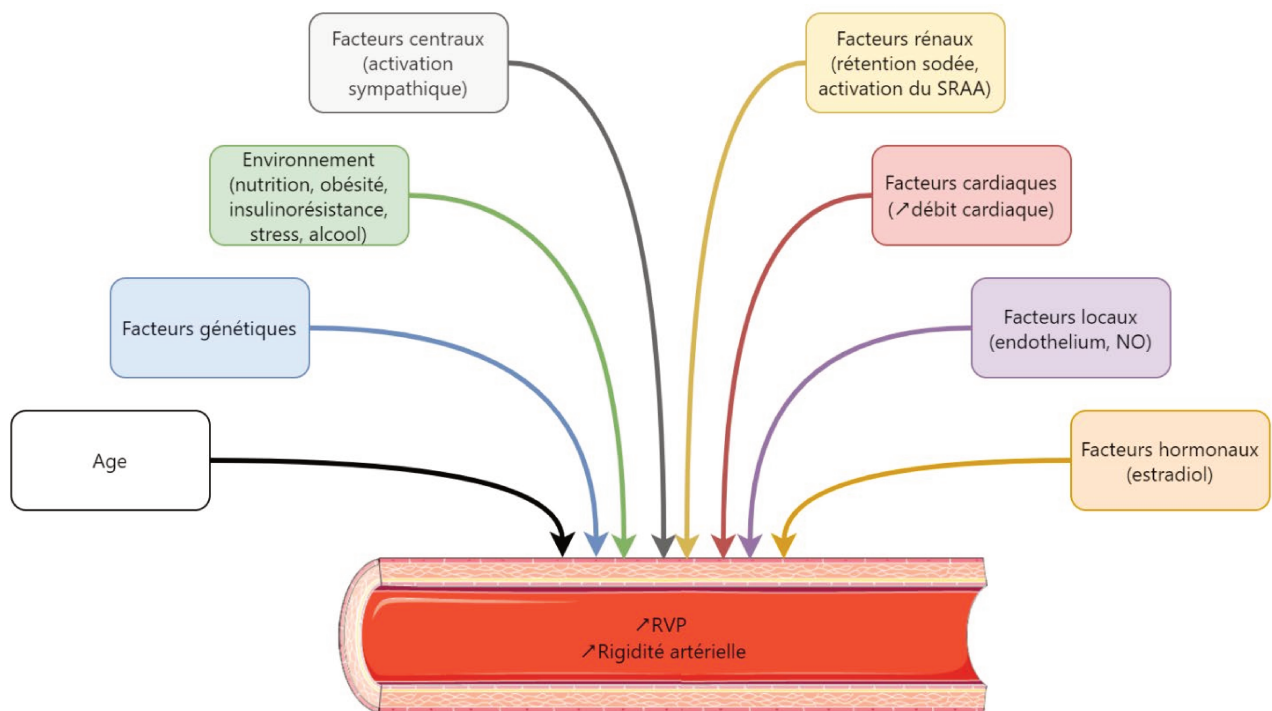 Facteurs centraux
(activation
sympathique)
Facteurs rénaux
(rétention sodée,
activation du SRAA)
Environnement
(nutrition, obésité,
insulinorésistance,
stress, alcool)
Facteurs cardiaques
(↗débit cardiaque)
Facteurs génétiques
Facteurs locaux
(endothelium, NO)
Age
Facteurs hormonaux
(estradiol)
↗RVP
↗Rigidité artérielle